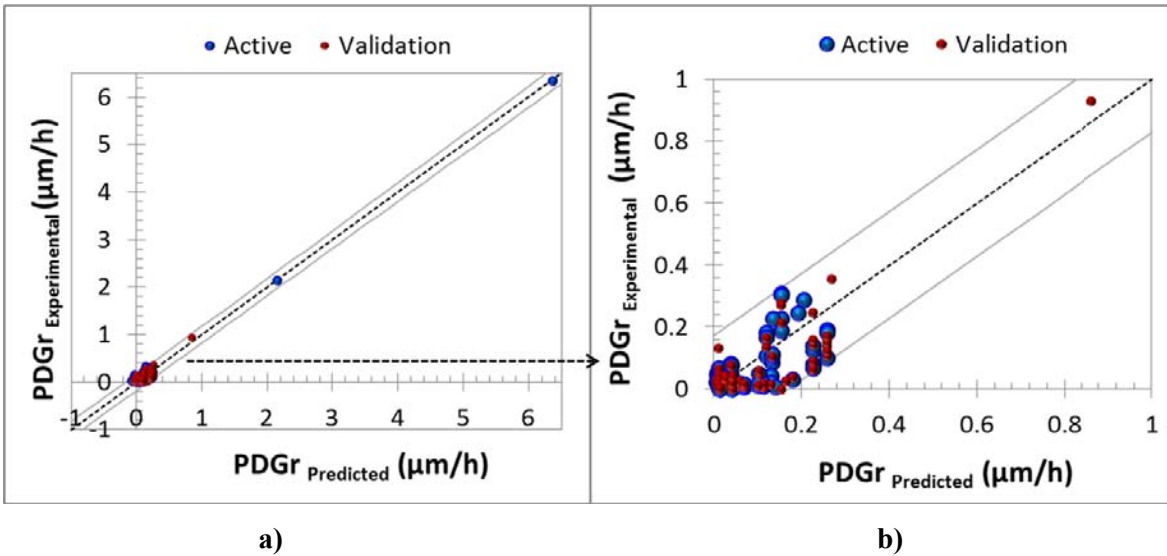 Active Validation
6
5
4
3
2
1
0
-1
-1 0 1 2 3 4 5 6
PDGr Experimental (µm/h)
PDGr Predicted (µm/h)
a)
Active Validation
1
0.8
0.6
0.4
0.2
0
0 0.2 0.4 0.6 0.8 1
PDGr Experimental (µm/h)
PDGr Predicted (µm/h)
b)